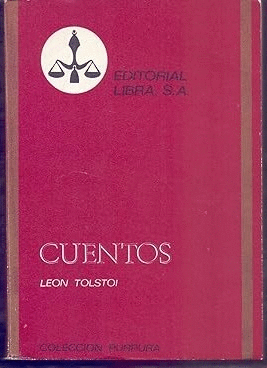 EDITORIAL
LIBRA, S.A.
CUENTOS
LEON TOLSTOI
COLECCION PURPURA